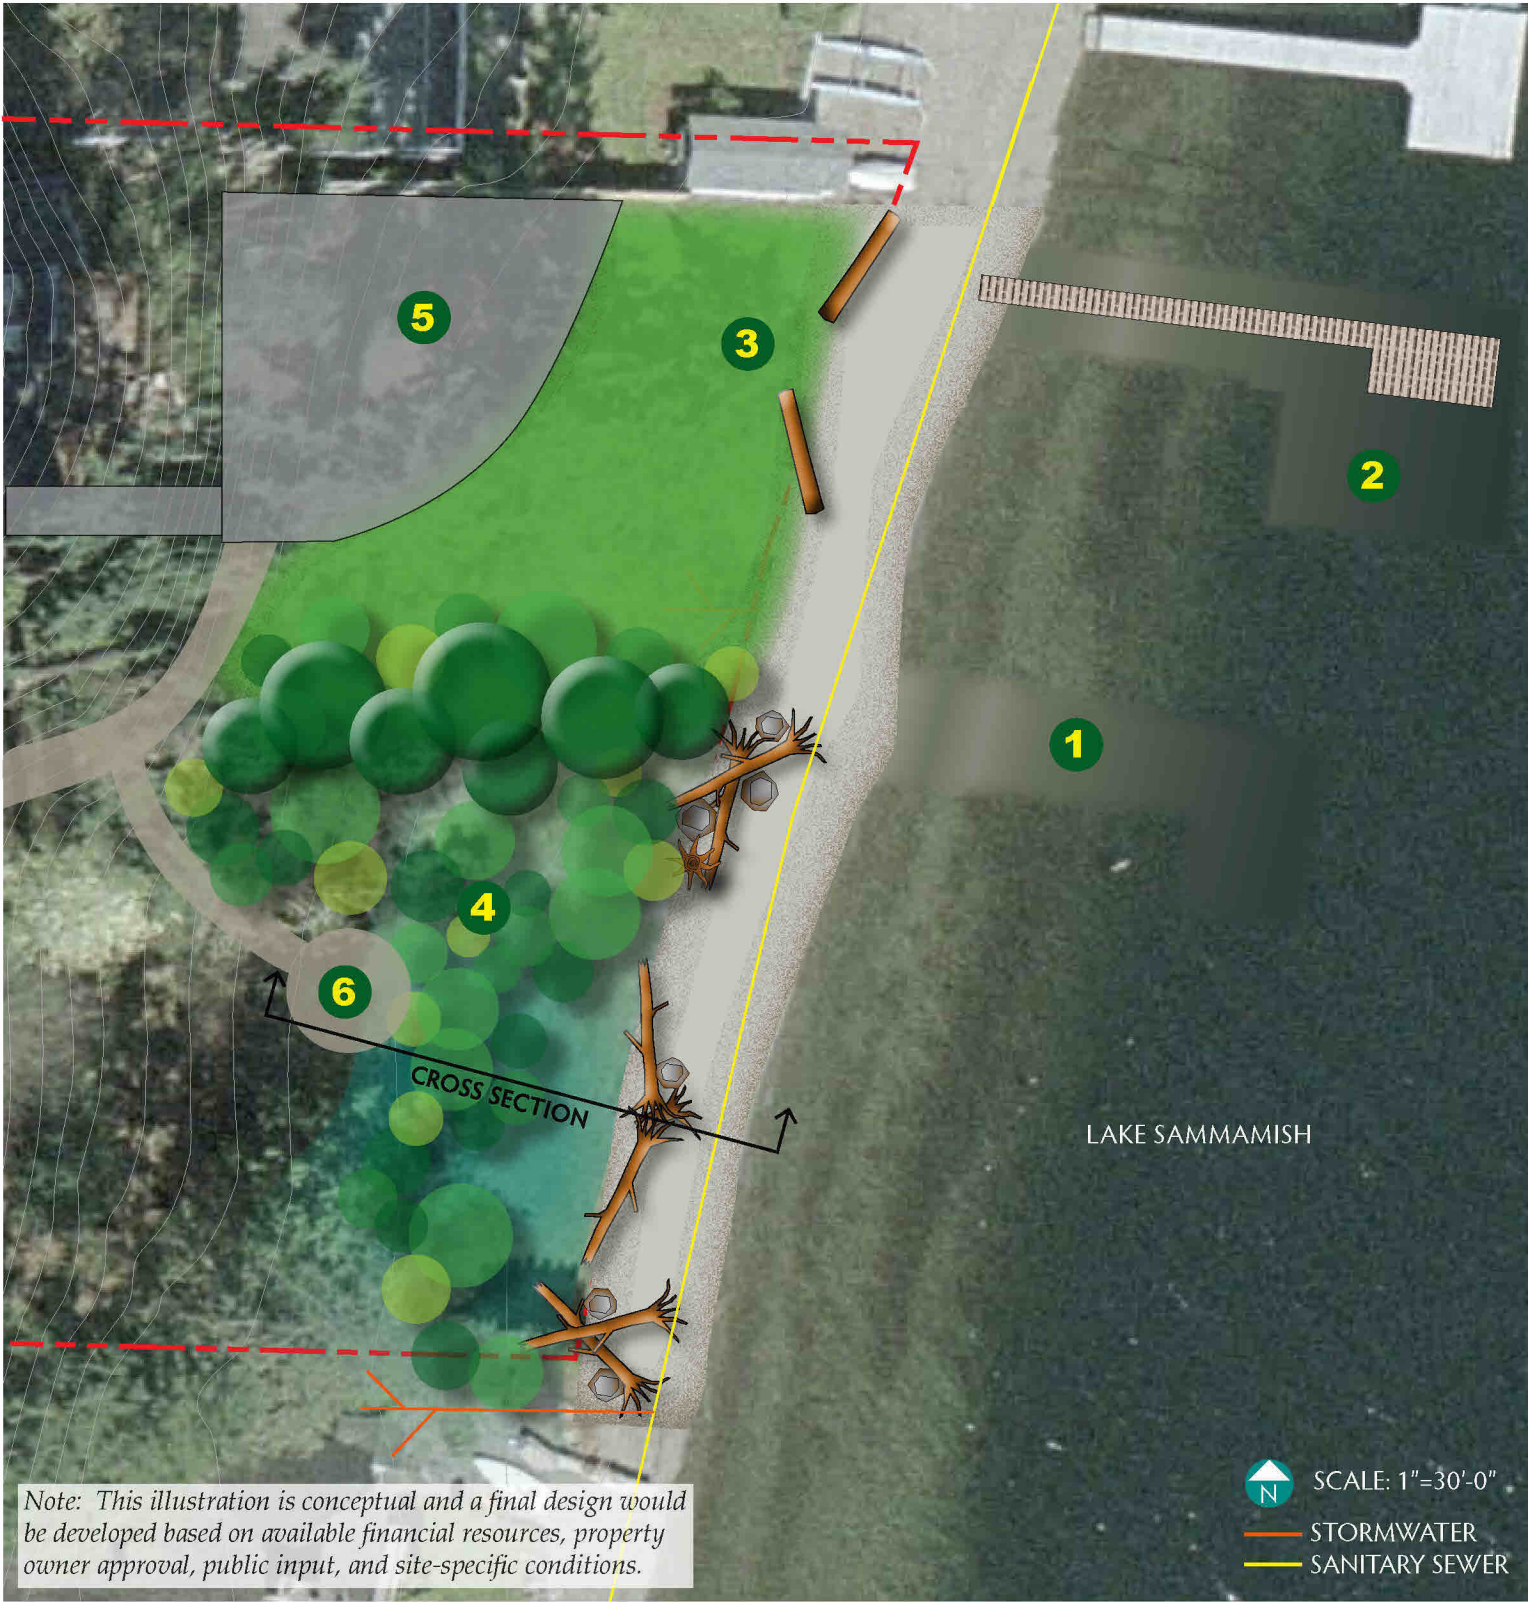 5
3
2
1
4
6
CROSS SECTION
LAKE SAMMAMISH
Note: This illustration is conceptual and a final design would
be developed based on available financial resources, property
owner approval, public input, and site-specific conditions.
N
SCALE: 1"=30'-0"
STORMWATER
SANITARY SEWER